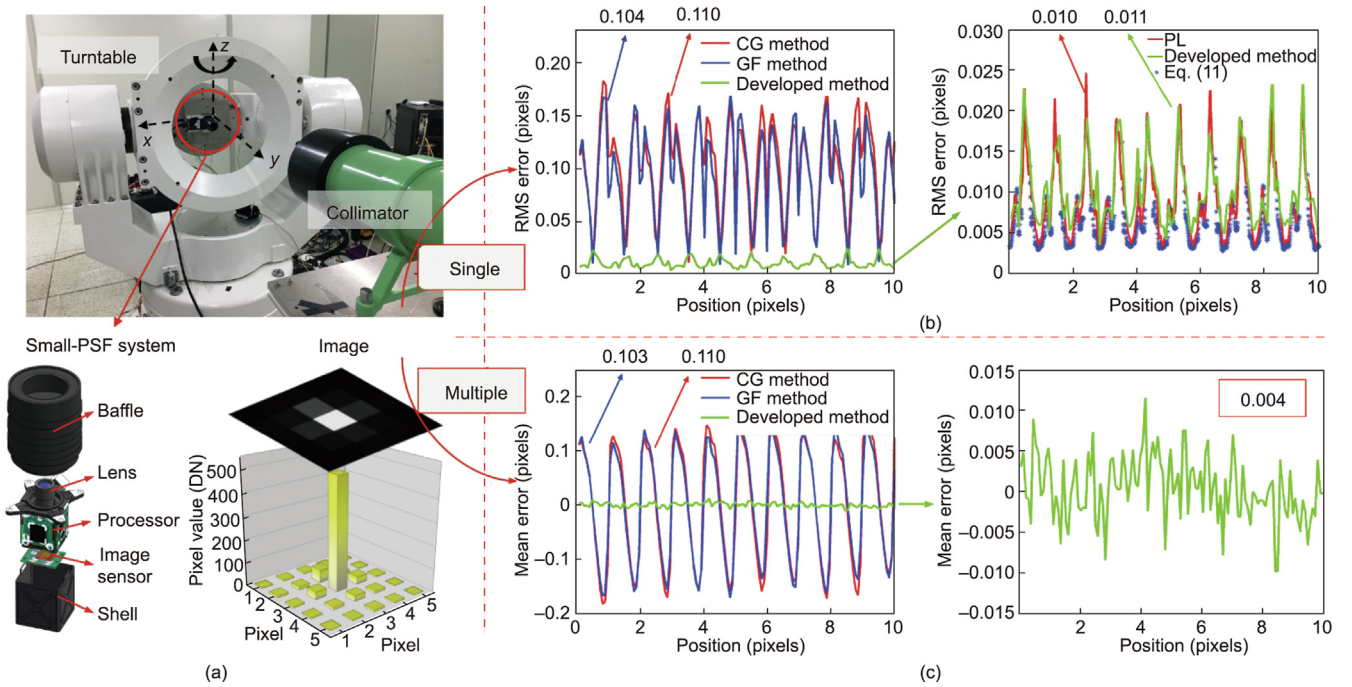 Turntable
z
x
y
Collimator
Single
Small-PSF system
Baffle
Lens
Processor
Image
sensor
Shell
Image
Multiple
Pixel value (DN)
500
400
300
200
100
0
1
2
3
4
5
Pixel
1
2
3
4
5
Pixel
(a)
0.104
0.110
CG method
GF method
Developed method
RMS error (pixels)
0.20
0.15
0.10
0.05
0
0
2
4
6
8
10
Position (pixels)
0.010
0.011
PL
Developed method
Eq. (11)
RMS error (pixels)
0.030
0.025
0.020
0.015
0.010
0.005
0
2
4
6
8
10
Position (pixels)
(b)
0.103
0.110
CG method
GF method
Developed method
Mean error (pixels)
0.2
0.1
0
–0.1
–0.2
0
2
4
6
8
10
Position (pixels)
0.004
Mean error (pixels)
0.015
0.010
0.005
0
–0.005
–0.010
–0.015
2
4
6
8
10
Position (pixels)
(c)